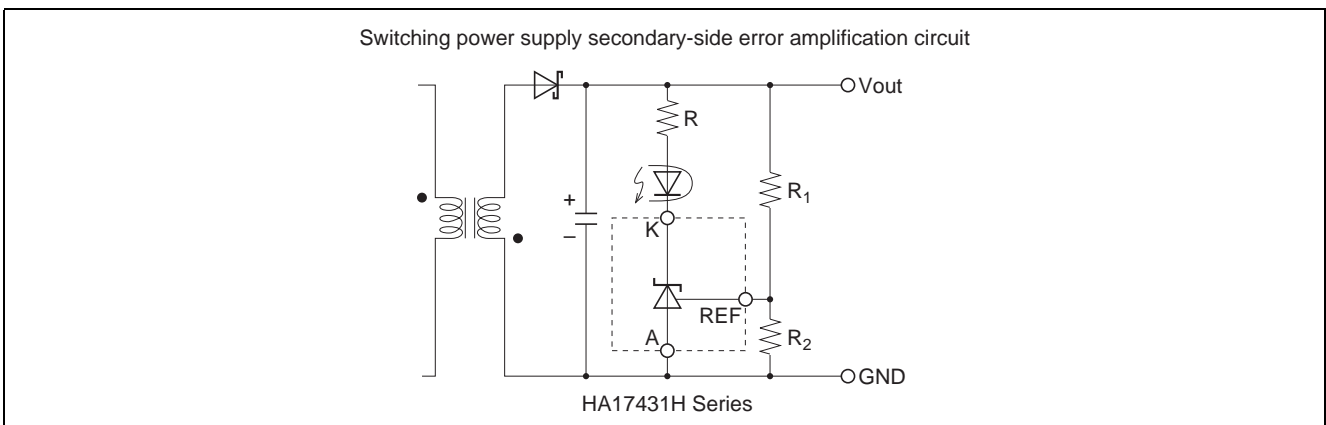 Switching power supply secondary-side error amplification circuit
Vout
R
R1
+
−
K
REF
A
R2
GND
HA17431H Series